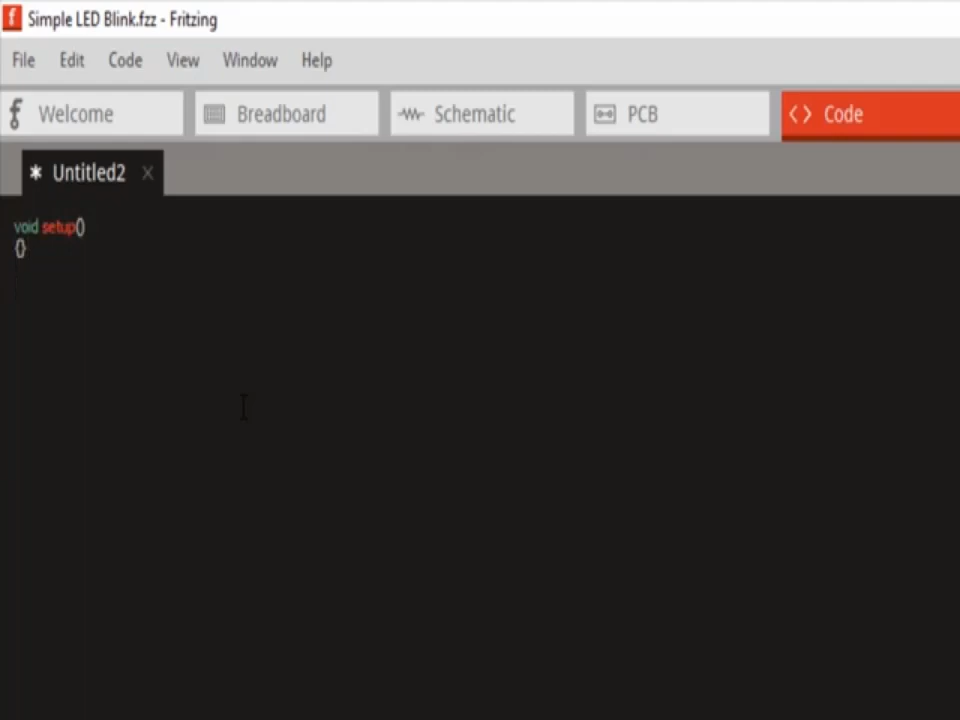 Simple LED Blink.fzz - Fritzing
File Edit Code View Window Help
Welcome Breadboard Schematic PCB <> Code
* Untitled2 x
void setup()
{}